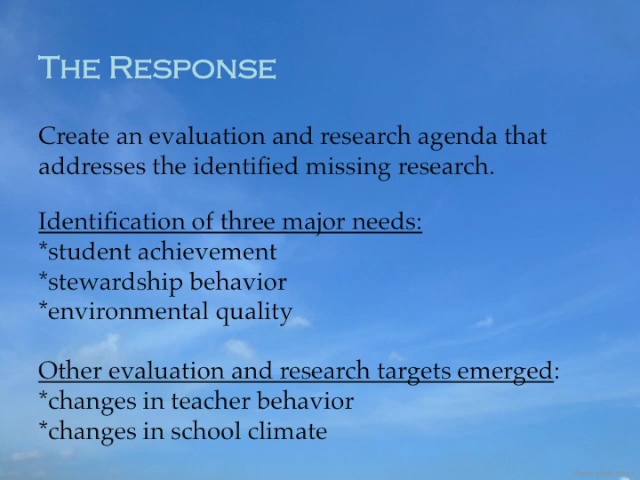 The Response
Create an evaluation and research agenda that
addresses the identified missing research.
Identification of three major needs:
*student achievement
*stewardship behavior
*environmental quality
Other evaluation and research targets emerged:
*changes in teacher behavior
*changes in school climate